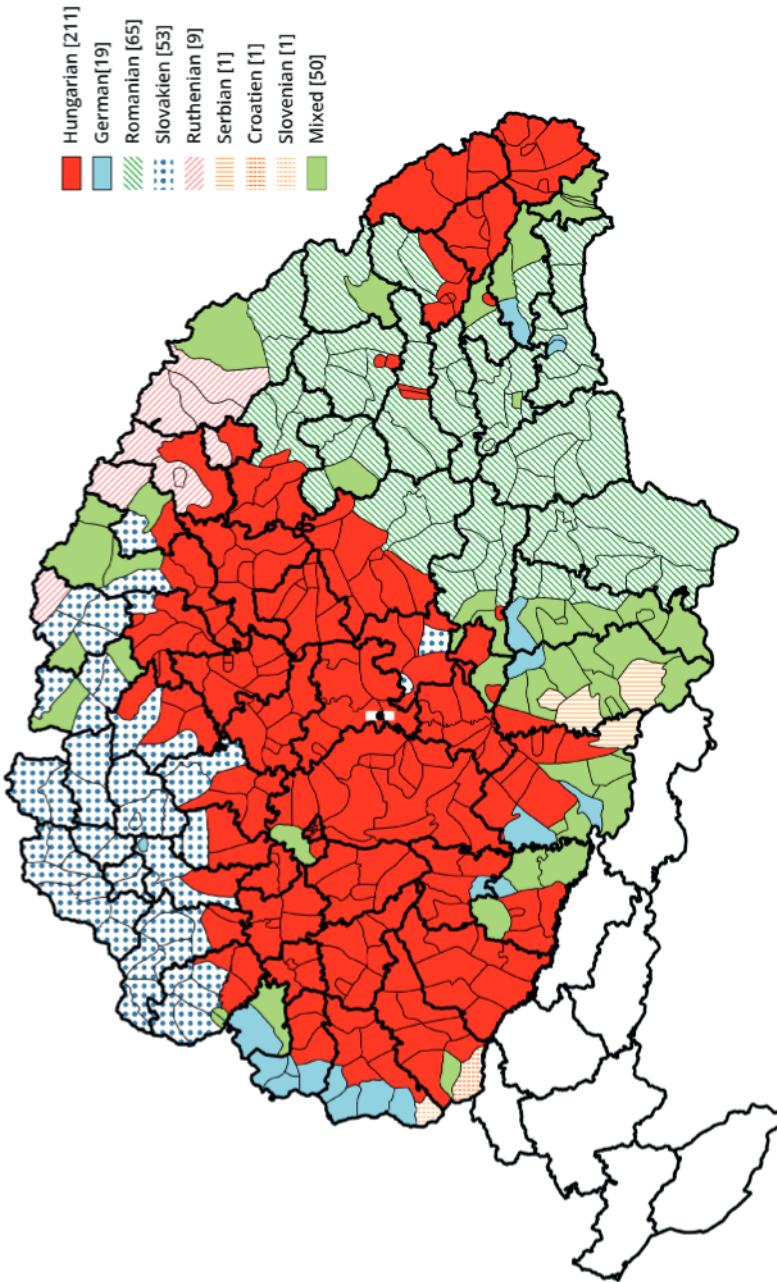 Hungarian [211]
German[19]
Romanian [65]
Slovakien [53]
Ruthenian [9]
Serbian [1]
Croatien [1]
Slovenian [1]
Mixed [50]